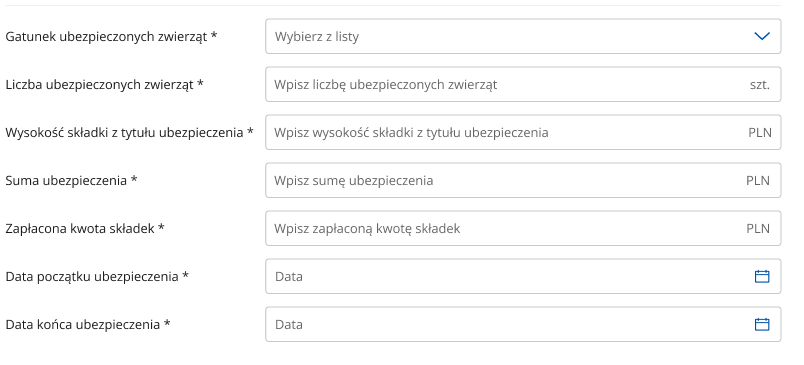 Gatunek ubezpieczonych zwierząt * Wybierz z listy
Liczba ubezpieczonych zwierząt * Wpisz liczbę ubezpieczonych zwierząt szt.
Wysokość składki z tytułu ubezpieczenia * Wpisz wysokość składki z tytułu ubezpieczenia PLN
Suma ubezpieczenia * Wpisz sumę ubezpieczenia PLN
Zapłacona kwota składek * Wpisz zapłaconą kwotę składek PLN
Data początku ubezpieczenia * Data
Data końca ubezpieczenia * Data